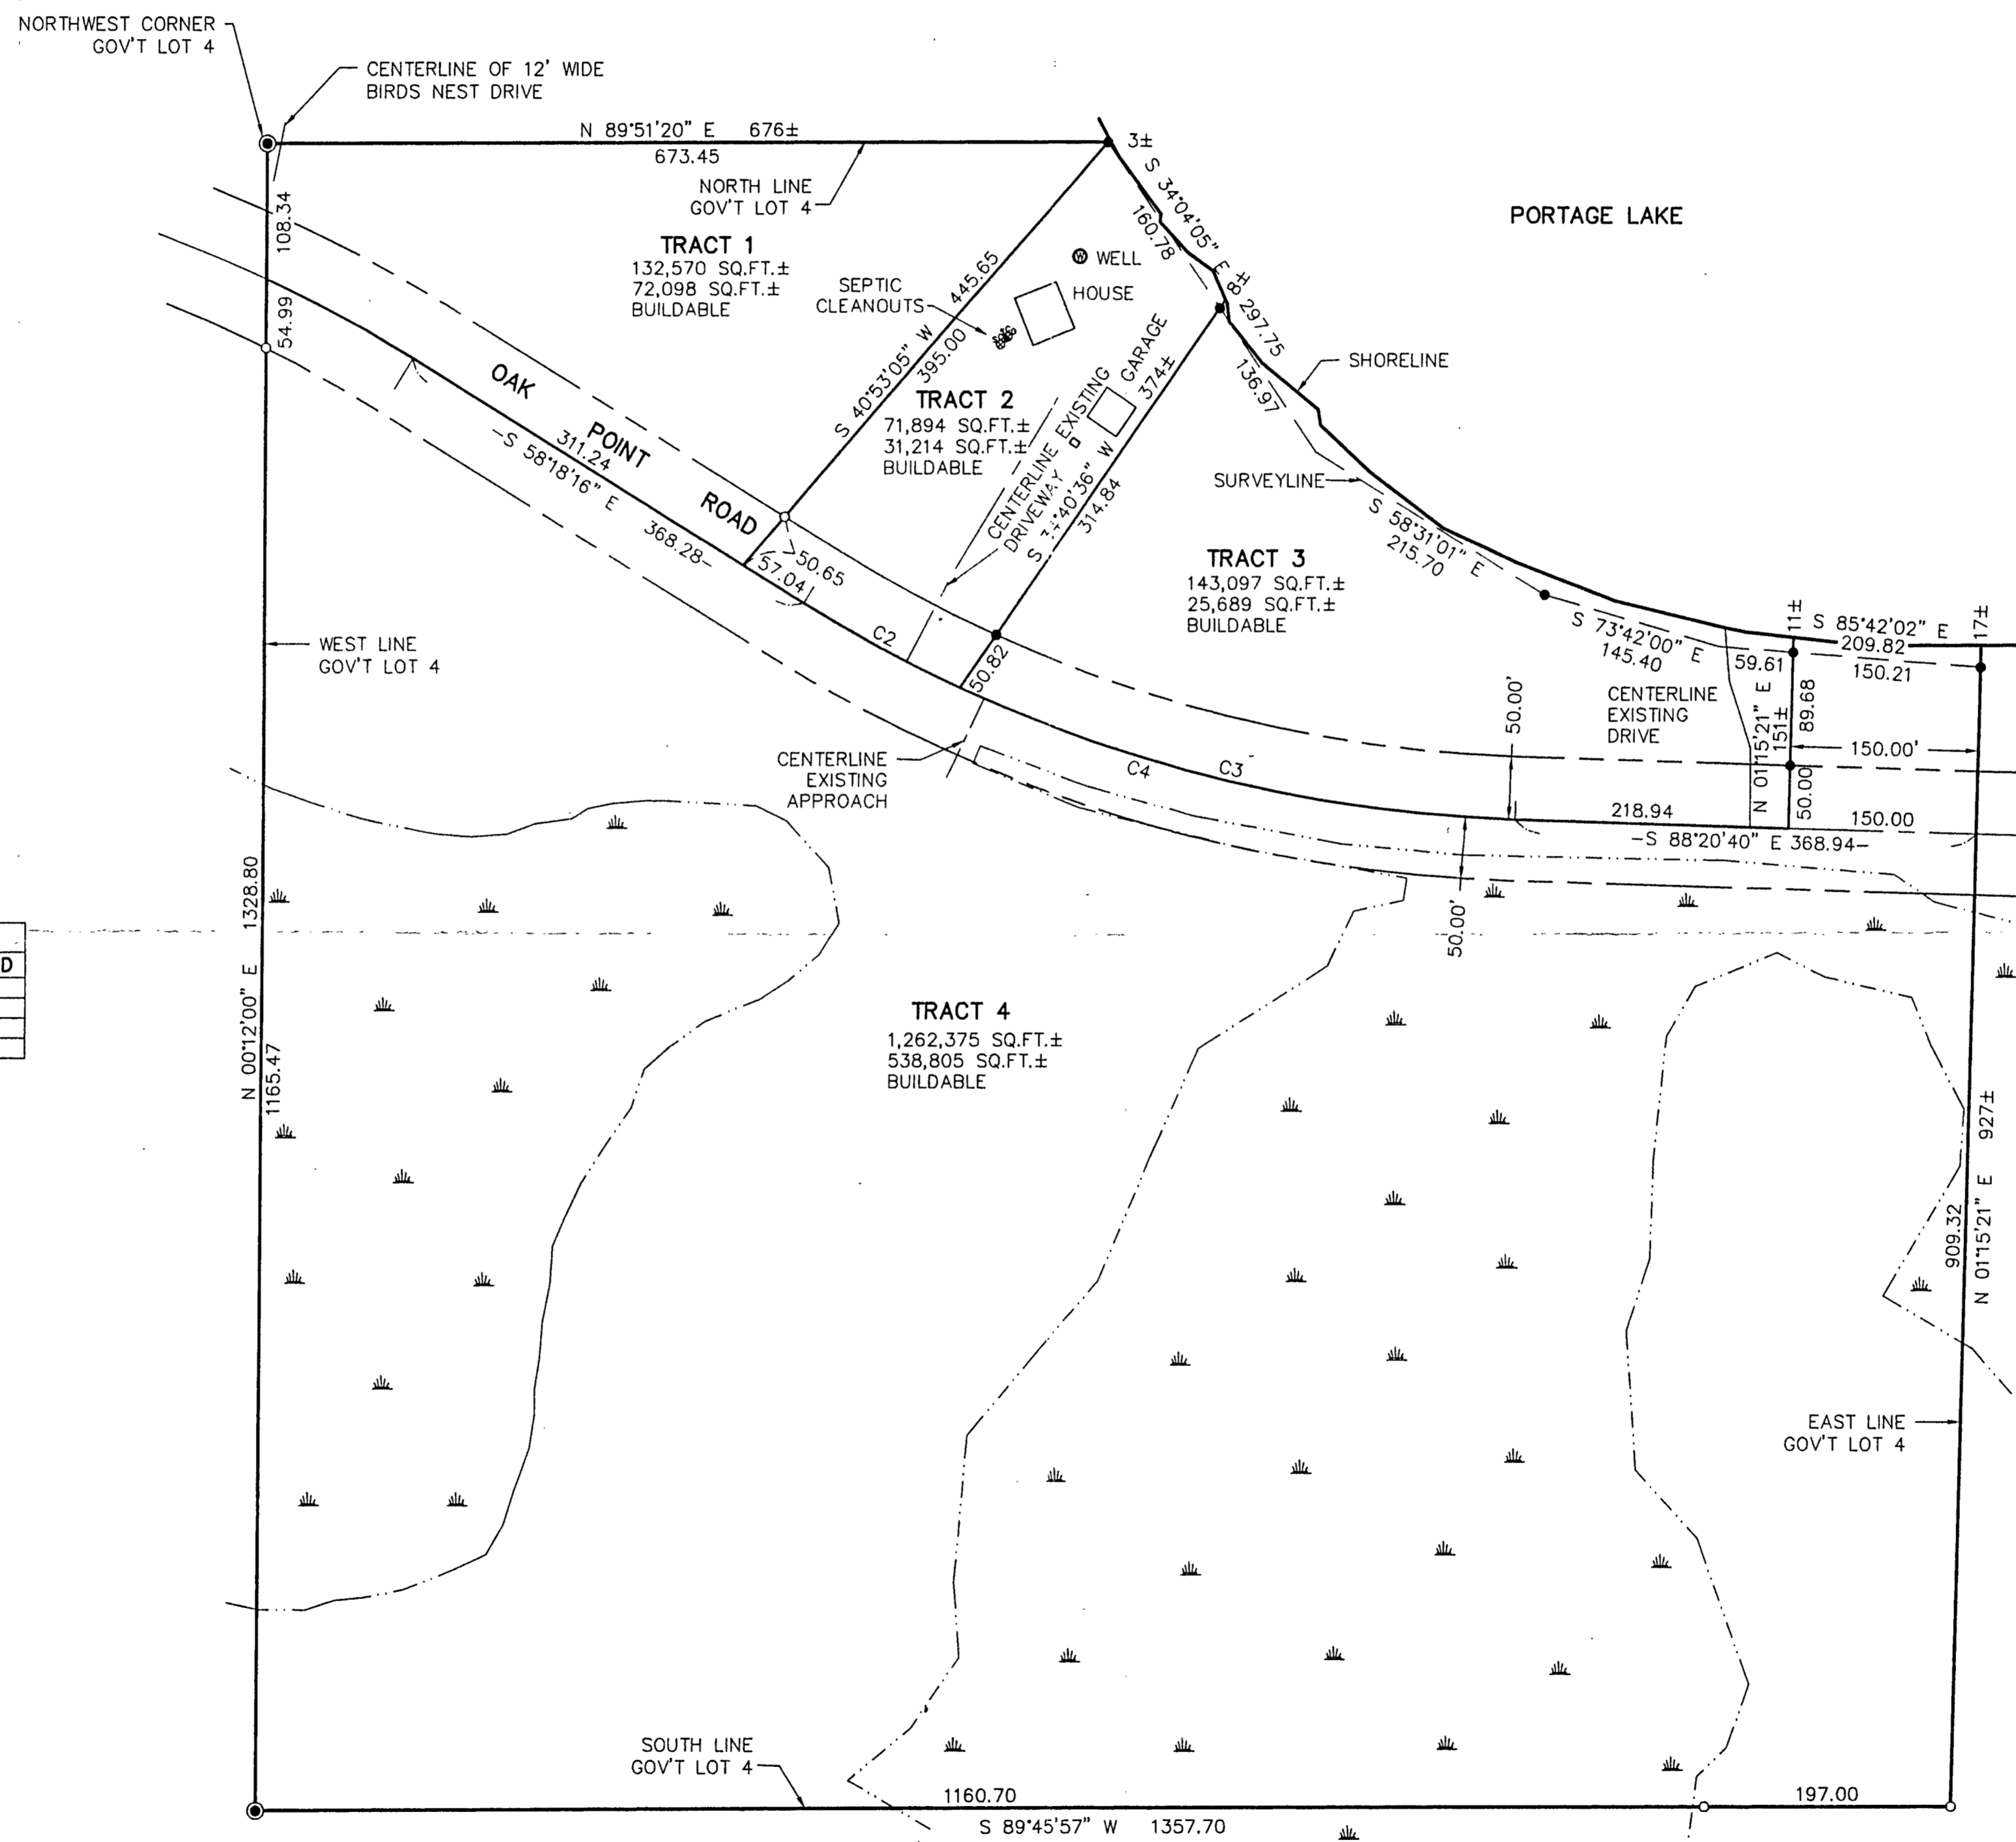 NORTHWEST CORNER
GOV'T LOT 4
CENTERLINE OF 12' WIDE
BIRDS NEST DRIVE
N 89°51'20" E 676±
673.45
NORTH LINE
GOV'T LOT 4
3±
S 34°04'05" E
297.75
160.78
8±
136.97
PORTAGE LAKE
108.34
54.99
TRACT 1
132,570 SQ.FT.±
72,098 SQ.FT.±
BUILDABLE
SEPTIC
CLEANOUTS
W
WELL
HOUSE
S 40°53'05" W 445.65
395.00
GARAGE
SHORELINE
OAK
POINT
ROAD
311.24
-S 58°18'16" E 368.28-
TRACT 2
71,894 SQ.FT.±
31,214 SQ.FT.±
BUILDABLE
CENTERLINE EXISTING
DRIVEWAY
40'36" W 374±
314.84
SURVEYLINE
S 58°31'01" E
215.70
50.65
57.04
C2
50.82
TRACT 3
143,097 SQ.FT.±
25,689 SQ.FT.±
BUILDABLE
S 73°42'00" E
145.40
11±
S 85°42'02" E
209.82
17±
59.61
150.21
WEST LINE
GOV'T LOT 4
CENTERLINE
EXISTING
DRIVE
N 01°15'21" E
151±
89.68
50.00
150.00'
50.00'
CENTERLINE
EXISTING
APPROACH
C4
C3
218.94
150.00
-S 88°20'40" E 368.94-
50.00'
D
N 00°12'00" E 1328.80
1165.47
TRACT 4
1,262,375 SQ.FT.±
538,805 SQ.FT.±
BUILDABLE
N 01°15'21" E 927±
909.32
EAST LINE
GOV'T LOT 4
SOUTH LINE
GOV'T LOT 4
1160.70
197.00
S 89°45'57" W 1357.70